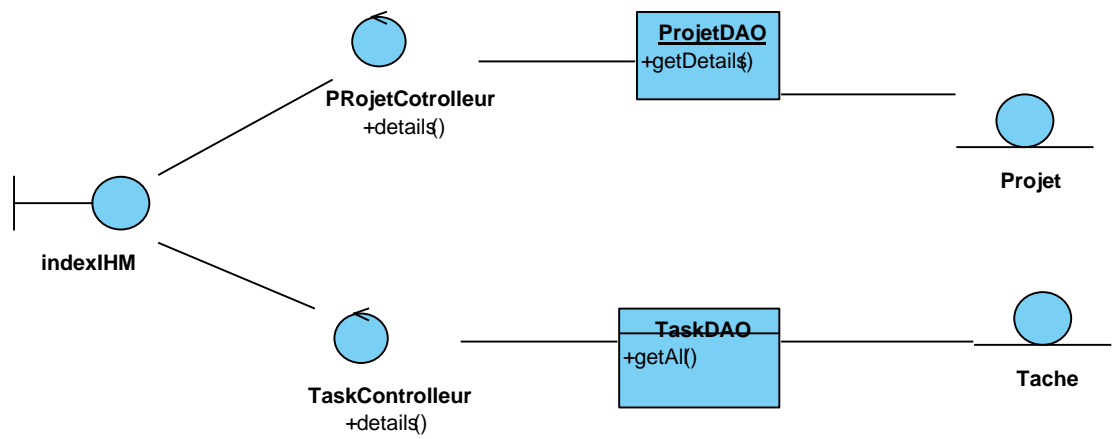 ProjetDAO
+getDetails()
PRojetCotrolleur
+details()
Projet
indexIHM
TaskDAO
+getAll()
TaskControlleur
+details()
Tache